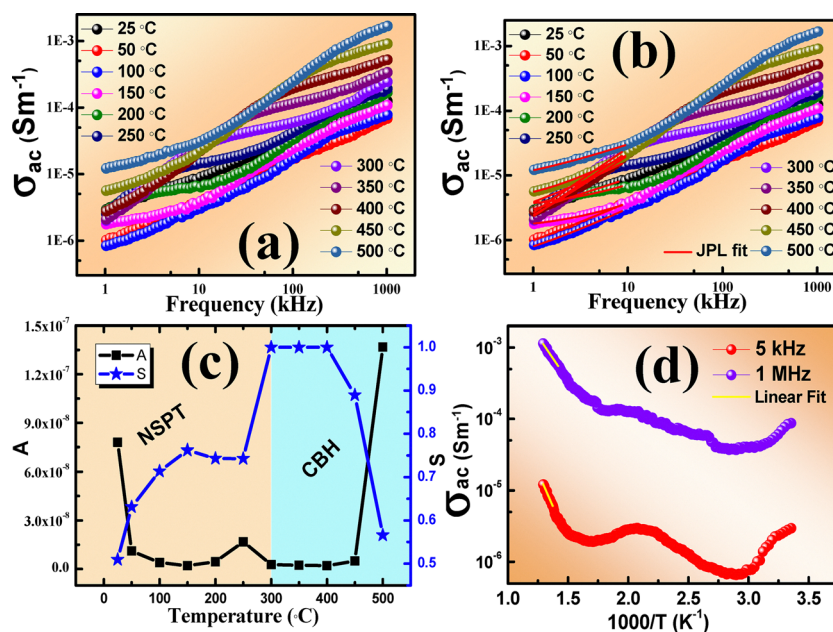 1E-3
1E-4
1E-5
1E-6
σac (Sm-1)
25 °C
50 °C
100 °C
150 °C
200 °C
250 °C
300 °C
350 °C
400 °C
450 °C
500 °C
(a)
1 10 100 1000
Frequency (kHz)
1E-3
1E-4
1E-5
1E-6
σac (Sm-1)
25 °C
50 °C
100 °C
150 °C
200 °C
250 °C
(b)
300 °C
350 °C
400 °C
450 °C
500 °C
JPL fit
1 10 100 1000
Frequency (kHz)
1.5x10-7
1.2x10-7
9.0x10-8
6.0x10-8
3.0x10-8
0.0
A
A
S
(c)
NSPT
CBH
1.0
0.9
0.8
0.7
0.6
0.5
S
0 100 200 300 400 500
Temperature (°C)
10-3
10-4
10-5
10-6
σac (Sm-1)
(d)
5 kHz
1 MHz
Linear Fit
1.0 1.5 2.0 2.5 3.0 3.5
1000/T (K-1)